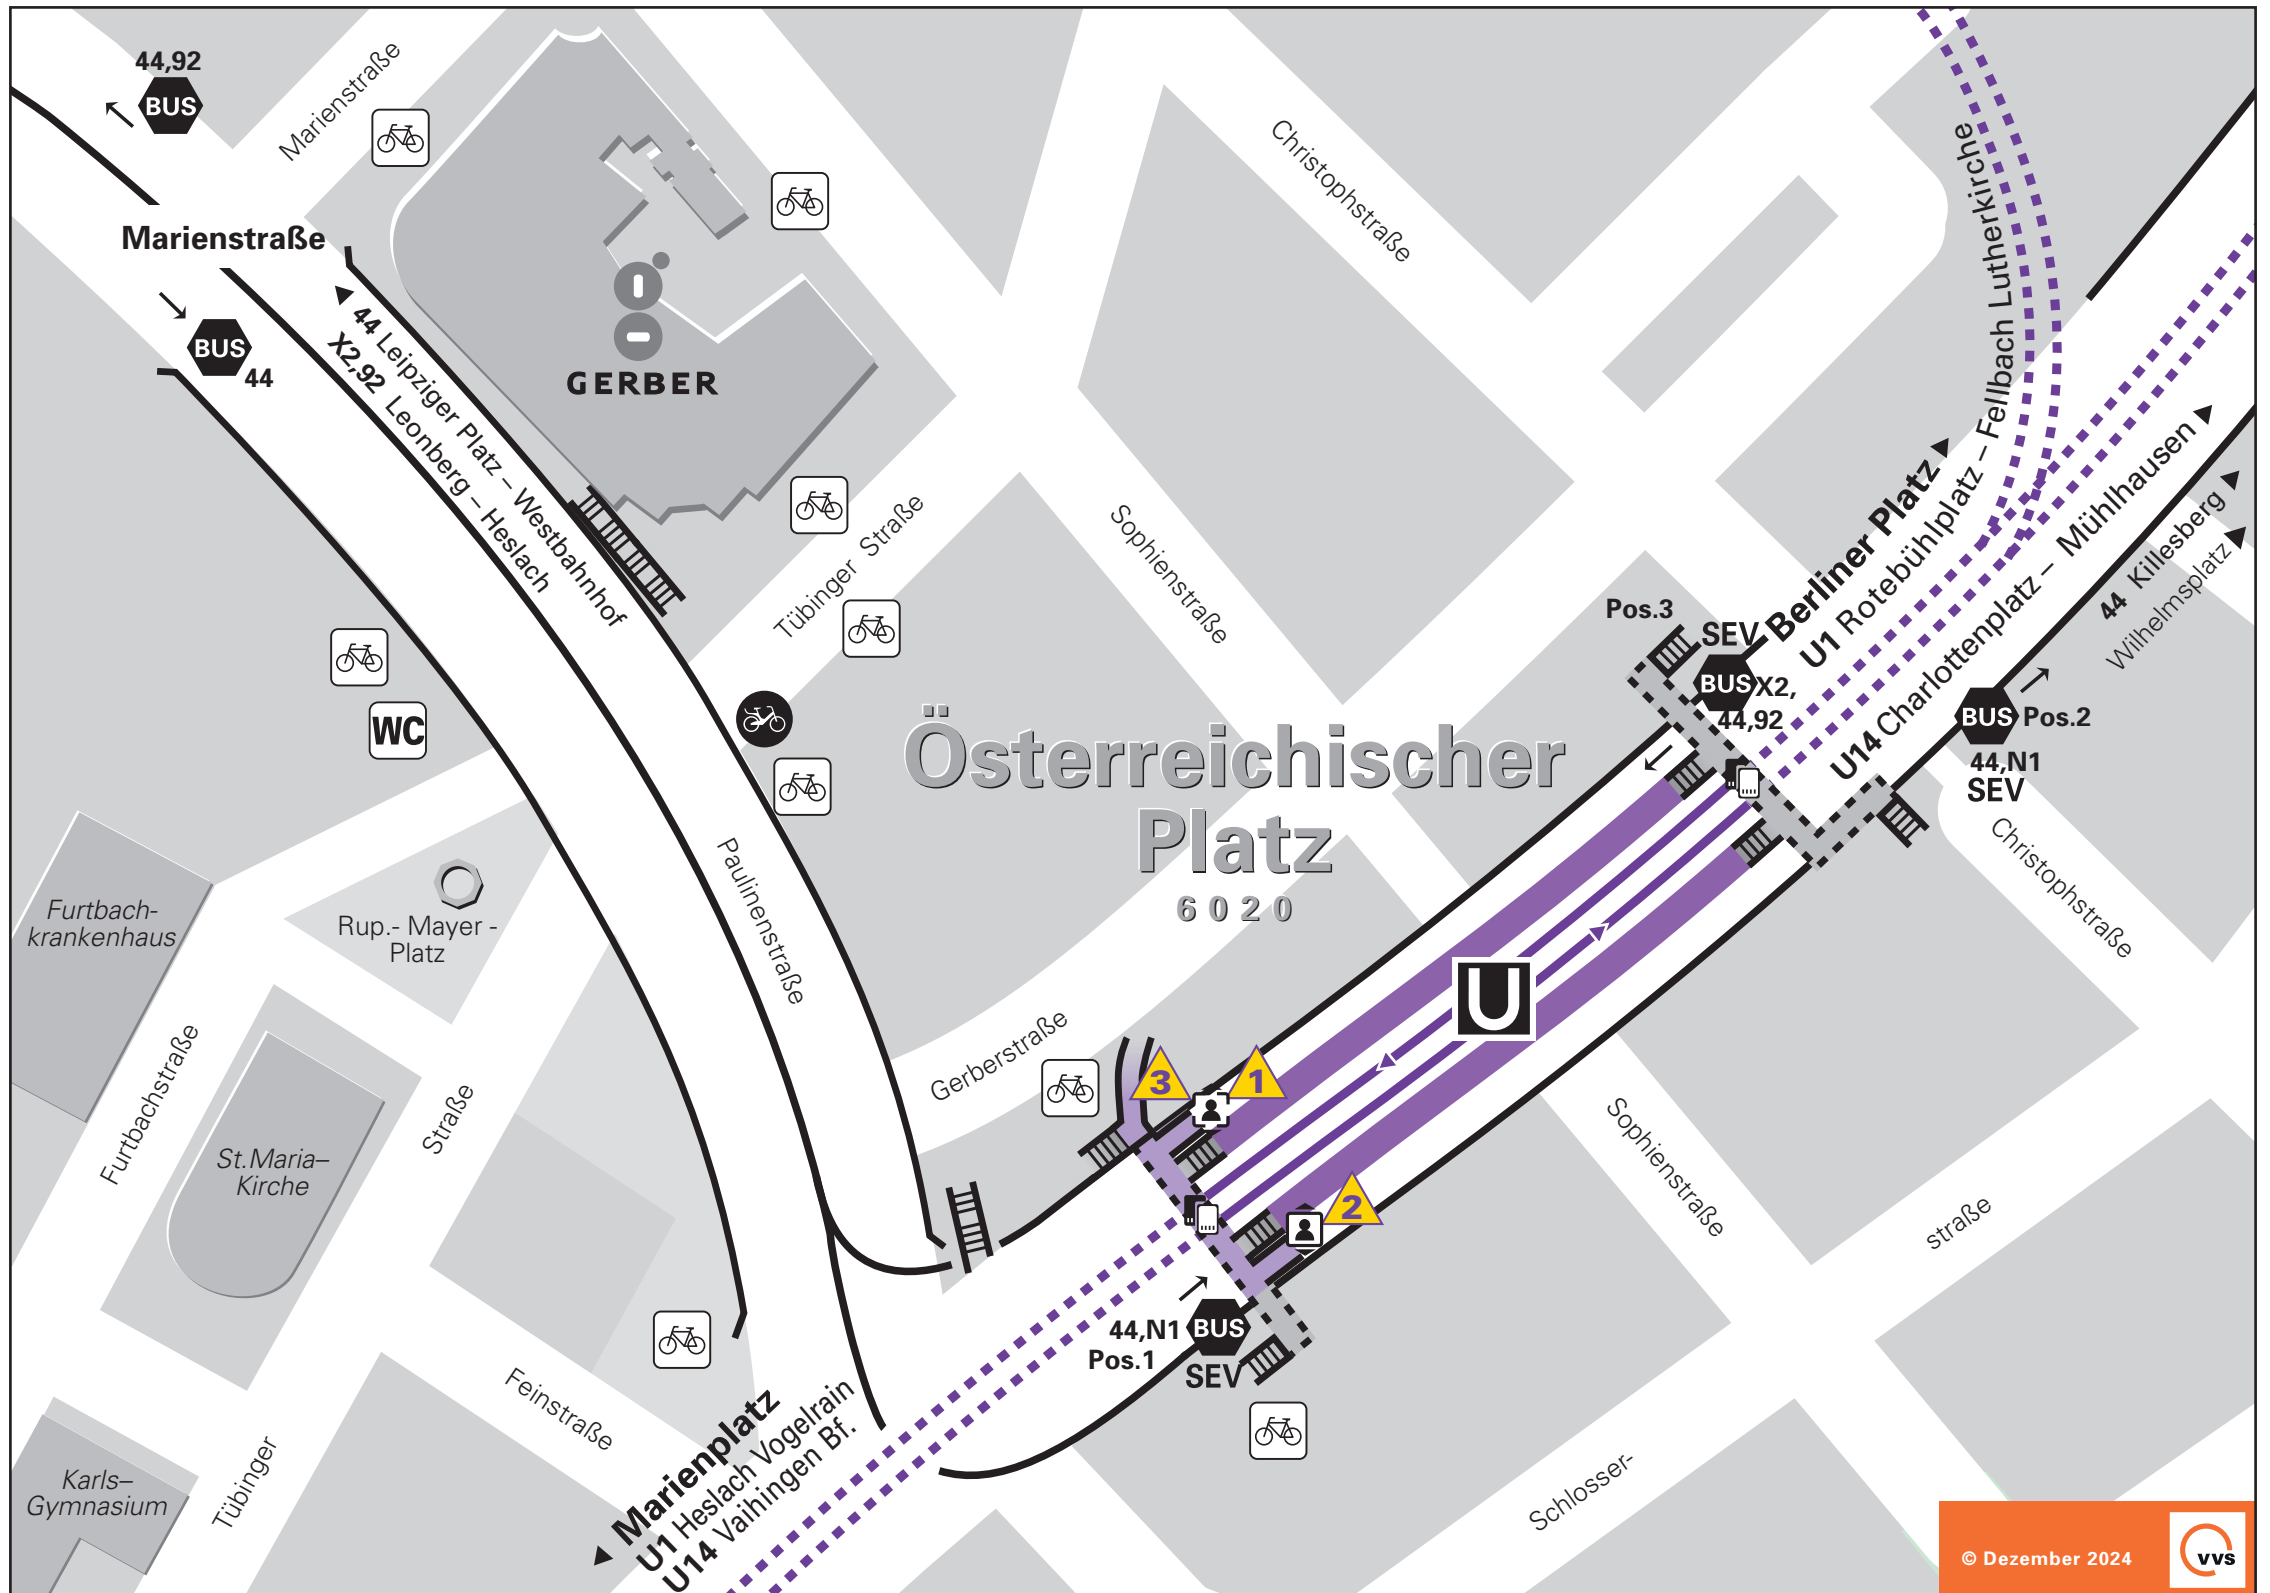 44,92
BUS
Marienstraße
Marienstraße
BUS
44
44 Leipziger Platz – Westbahnhof
X2,92 Leonberg – Heslach
GERBER
Christophstraße
Tübinger Straße
Sophienstraße
WC
Österreichischer
Platz
6020
Pos.3
SEV
BUS
X2,
44,92
Berliner Platz
U1 Rotebühlplatz – Fellbach Lutherkirche
U14 Charlottenplatz – Mühlhausen
44 Killesberg
Wilhelmsplatz
BUS
Pos.2
44,N1
SEV
Christophstraße
Paulinenstraße
Furtbach-
krankenhaus
Rup.- Mayer -
Platz
U
Furtbachstraße
St.Maria–
Kirche
Straße
Gerberstraße
3
1
2
Sophienstraße
straße
Schlosser-
44,N1
BUS
Pos.1
SEV
Feinstraße
Marienplatz
U1 Heslach Vogelrain
U14 Vaihingen Bf.
Karls–
Gymnasium
Tübinger
© Dezember 2024
vvs